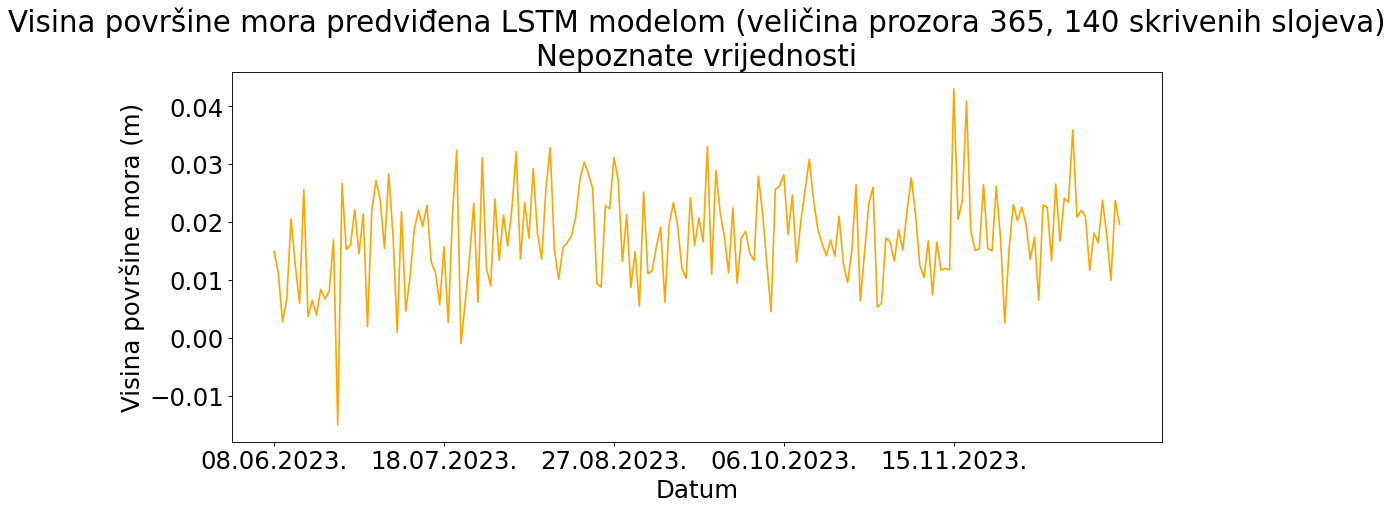 Visina površine mora predviđena LSTM modelom (veličina prozora 365, 140 skrivenih slojeva)
Nepoznate vrijednosti
Visina površine mora (m)
0.04
0.03
0.02
0.01
0.00
−0.01
08.06.2023. 18.07.2023. 27.08.2023. 06.10.2023. 15.11.2023.
Datum